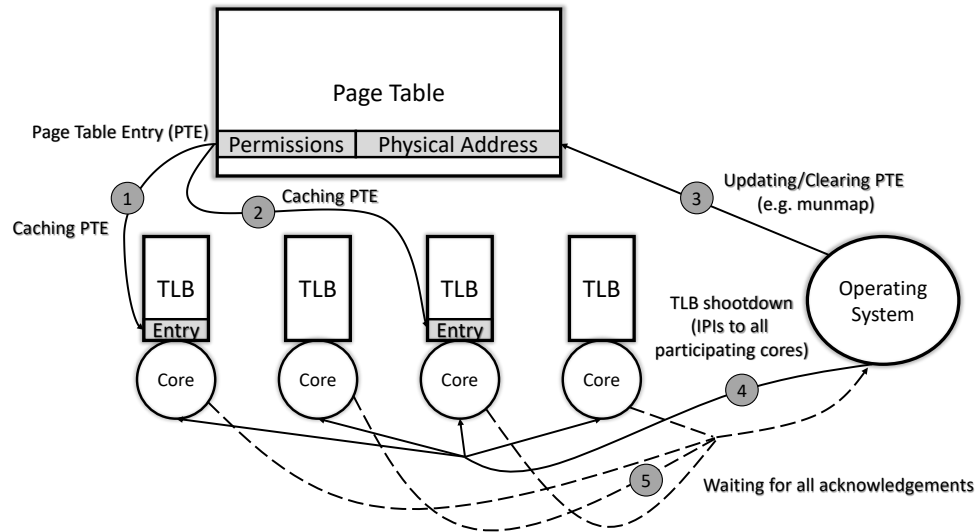 Page Table
Page Table Entry (PTE)
Permissions
Physical Address
1
Caching PTE
2
Caching PTE
3
Updating/Clearing PTE
(e.g. munmap)
TLB
TLB
TLB
TLB
Entry
Entry
Core
Core
Core
Core
TLB shootdown
(IPIs to all
participating cores)
Operating
System
4
5
Waiting for all acknowledgements